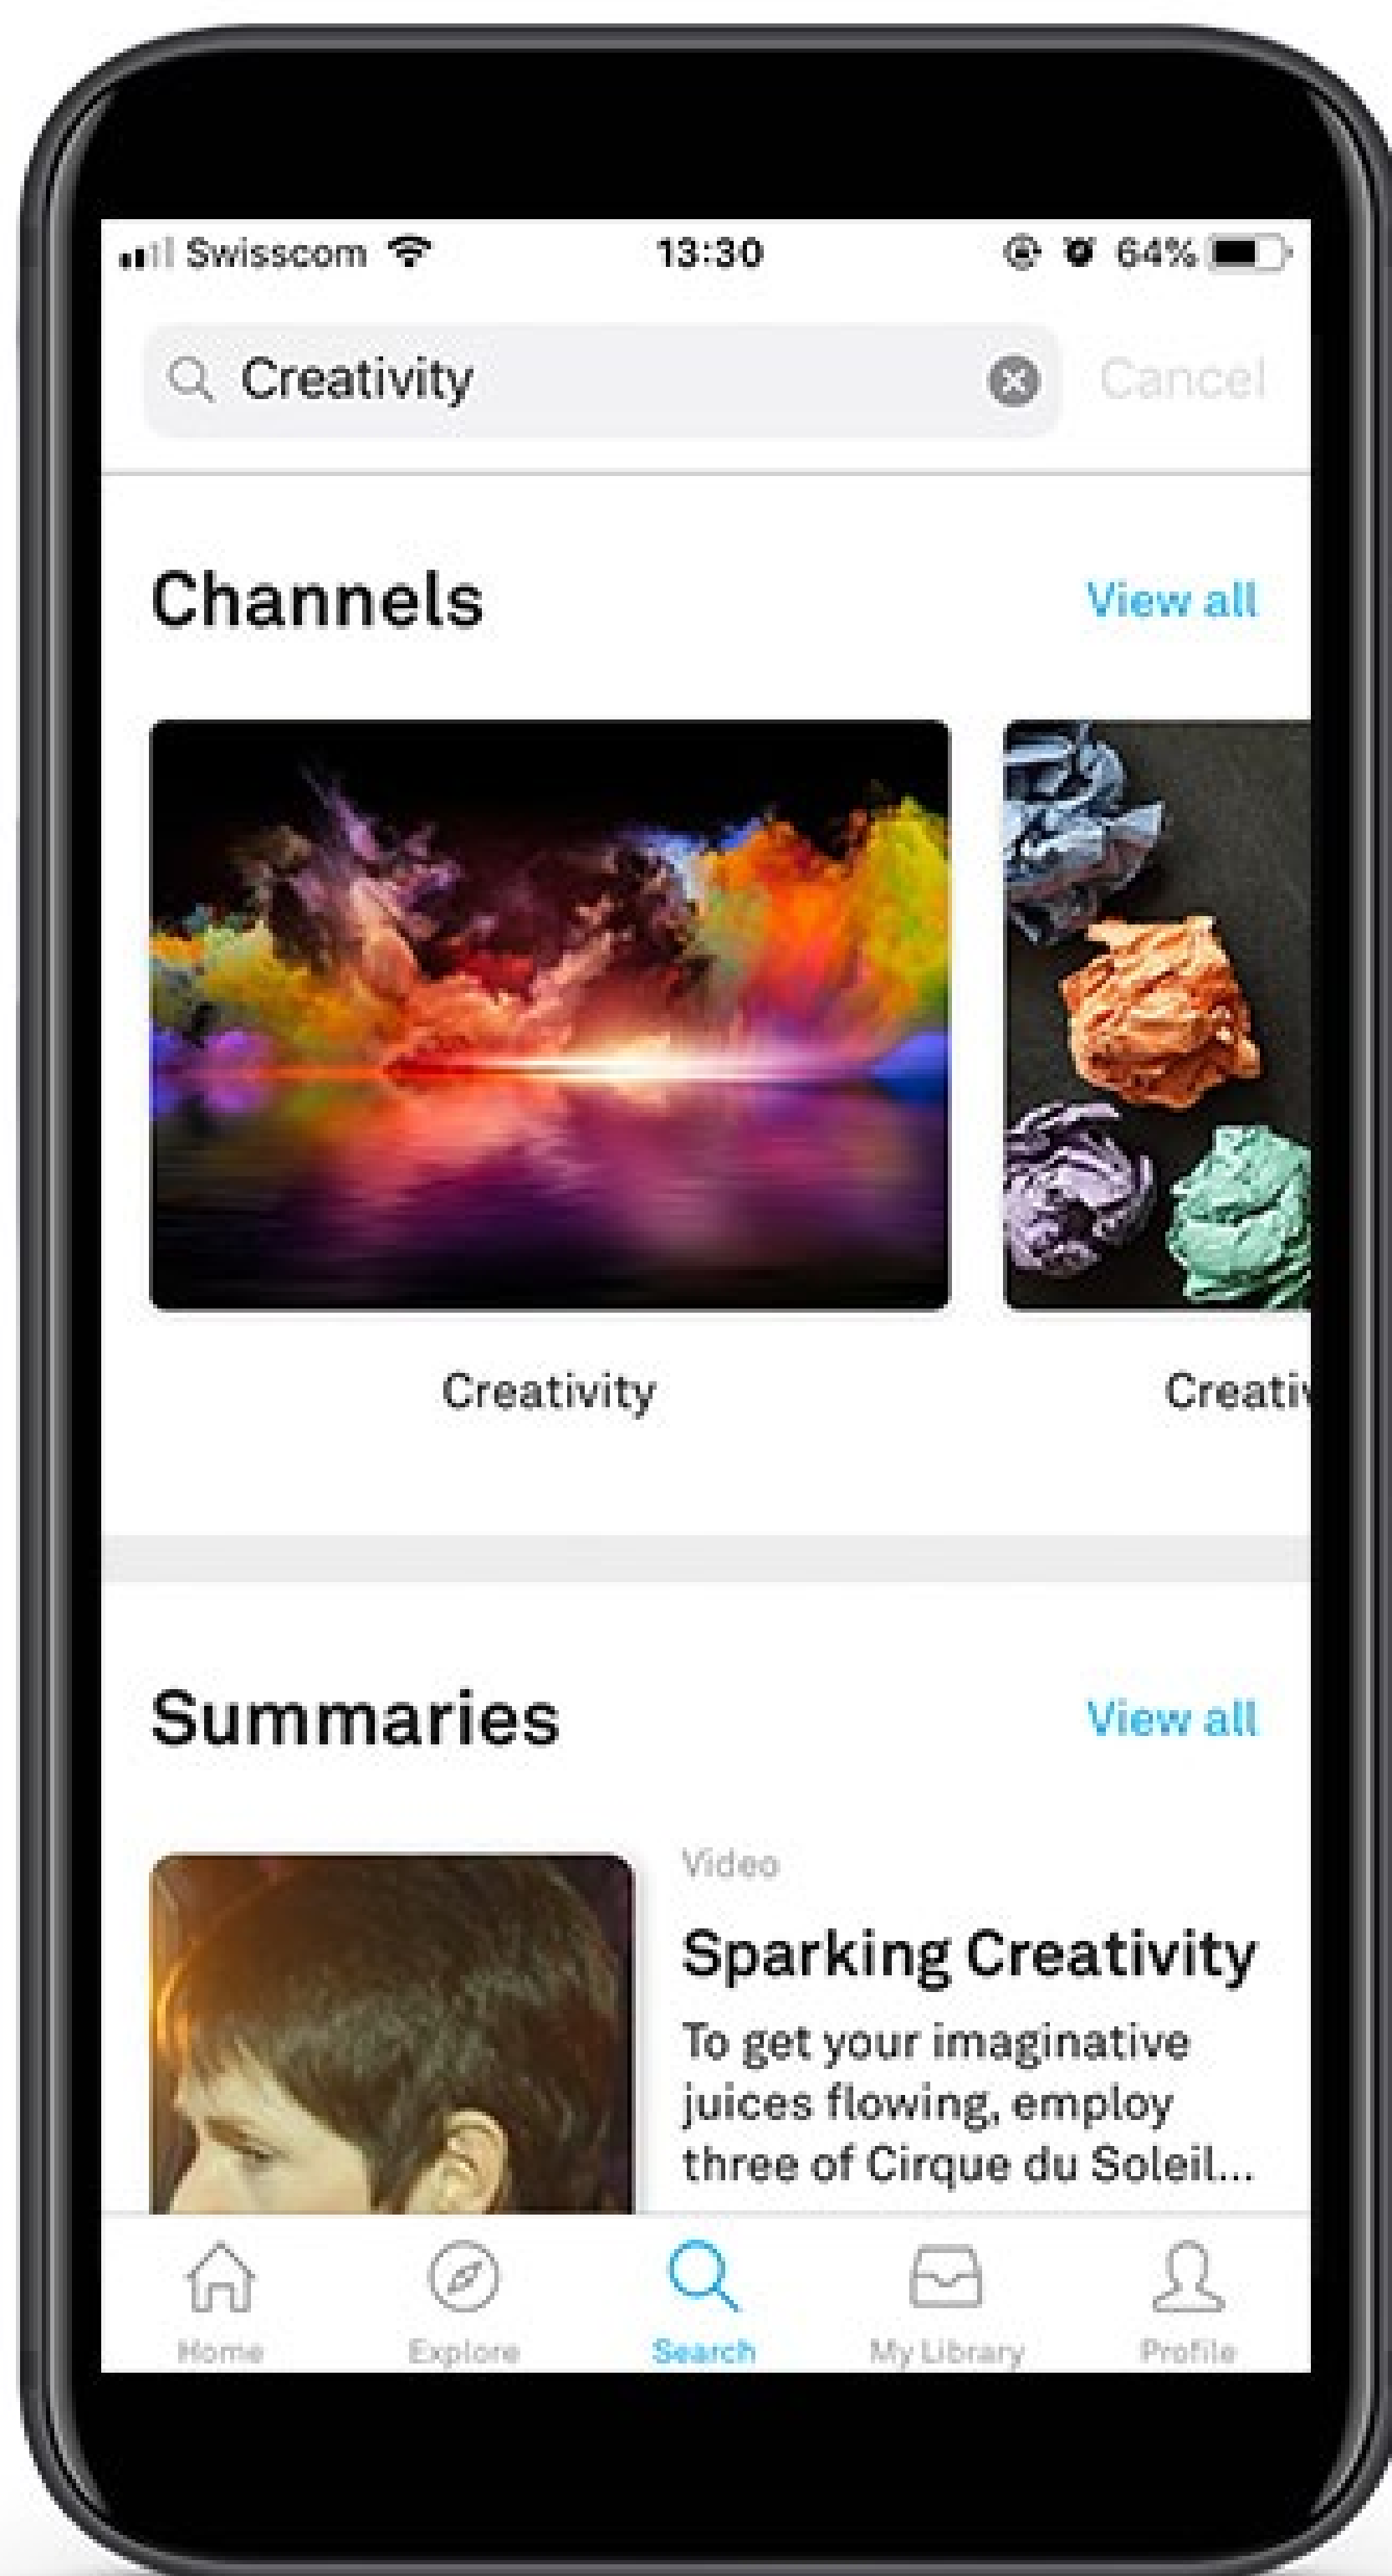 Swisscom 13:30 64%
Creativity Cancel
Channels View all
Creativity Creativ
Summaries View all
Video
Sparking Creativity
To get your imaginative
juices flowing, employ
three of Cirque du Soleil...
Home Explore Search My Library Profile